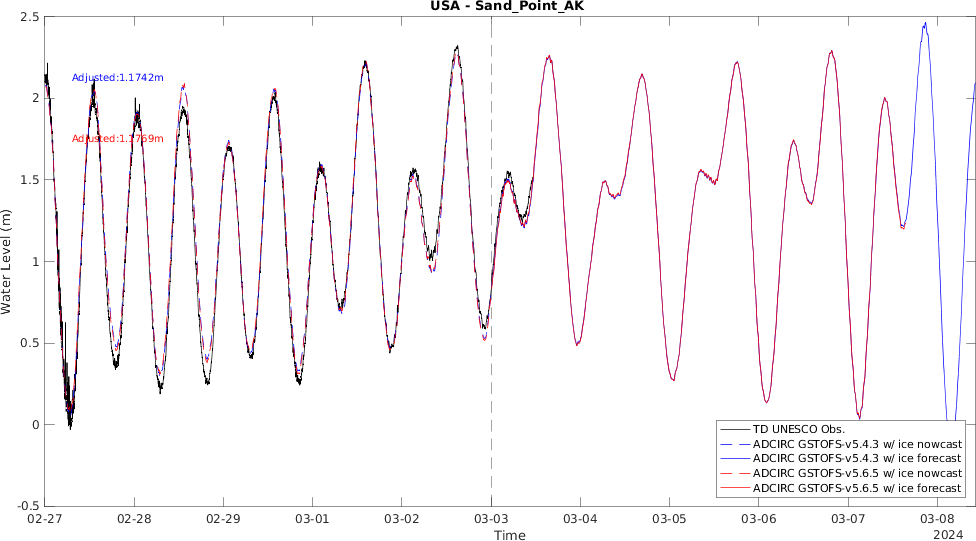 USA - Sand_Point_AK
2.5
2
1.5
1
0.5
0
-0.5
Water Level (m)
Adjusted:1.1742m
Adjusted:1.1769m
TD UNESCO Obs.
ADCIRC GSTOFS-v5.4.3 w/ ice nowcast
ADCIRC GSTOFS-v5.4.3 w/ ice forecast
ADCIRC GSTOFS-v5.6.5 w/ ice nowcast
ADCIRC GSTOFS-v5.6.5 w/ ice forecast
02-27 02-28 02-29 03-01 03-02 03-03 03-04 03-05 03-06 03-07 03-08
Time
2024